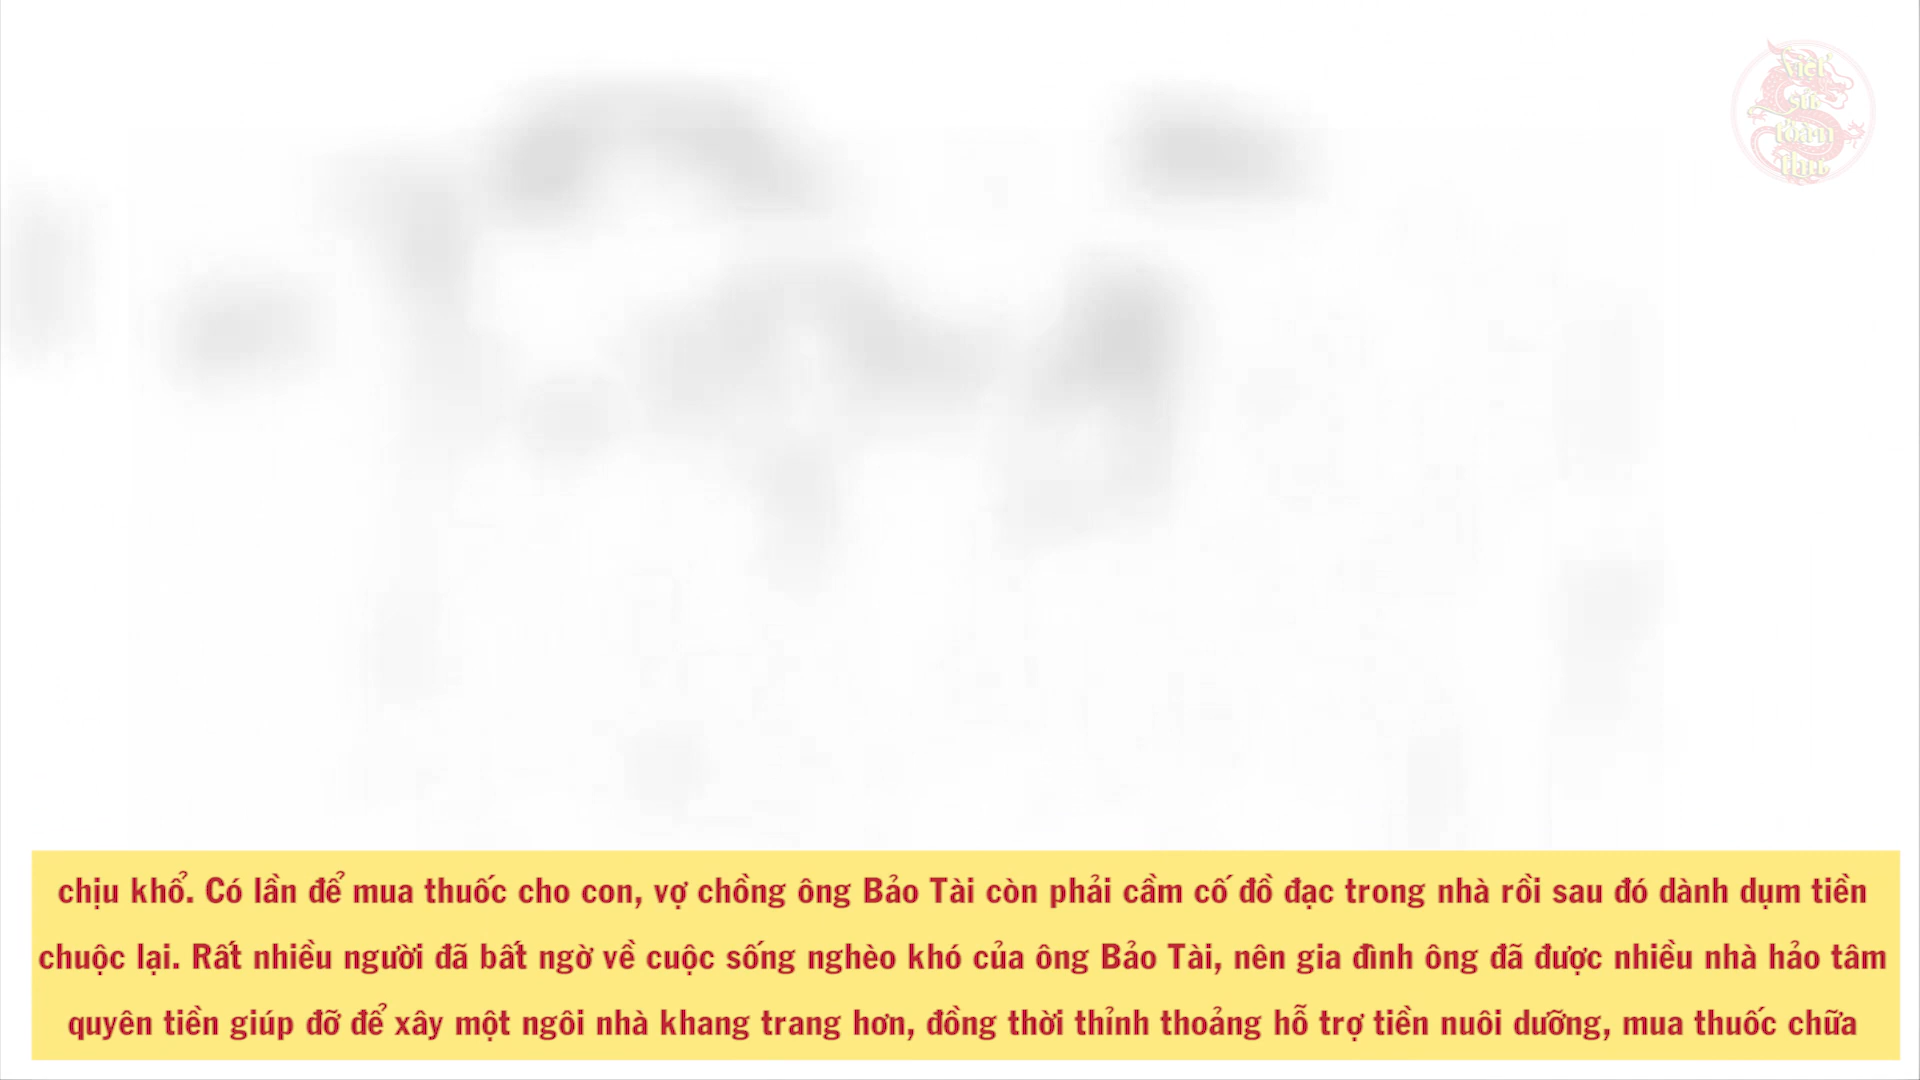 Việt
sử
toàn
thư
chịu khổ. Có lần để mua thuốc cho con, vợ chồng ông Bảo Tài còn phải cầm cố đồ đạc trong nhà rồi sau đó dành dụm tiền
chuộc lại. Rất nhiều người đã bất ngờ về cuộc sống nghèo khó của ông Bảo Tài, nên gia đình ông đã được nhiều nhà hảo tâm
quyên tiền giúp đỡ để xây một ngôi nhà khang trang hơn, đồng thời thỉnh thoảng hỗ trợ tiền nuôi dưỡng, mua thuốc chữa